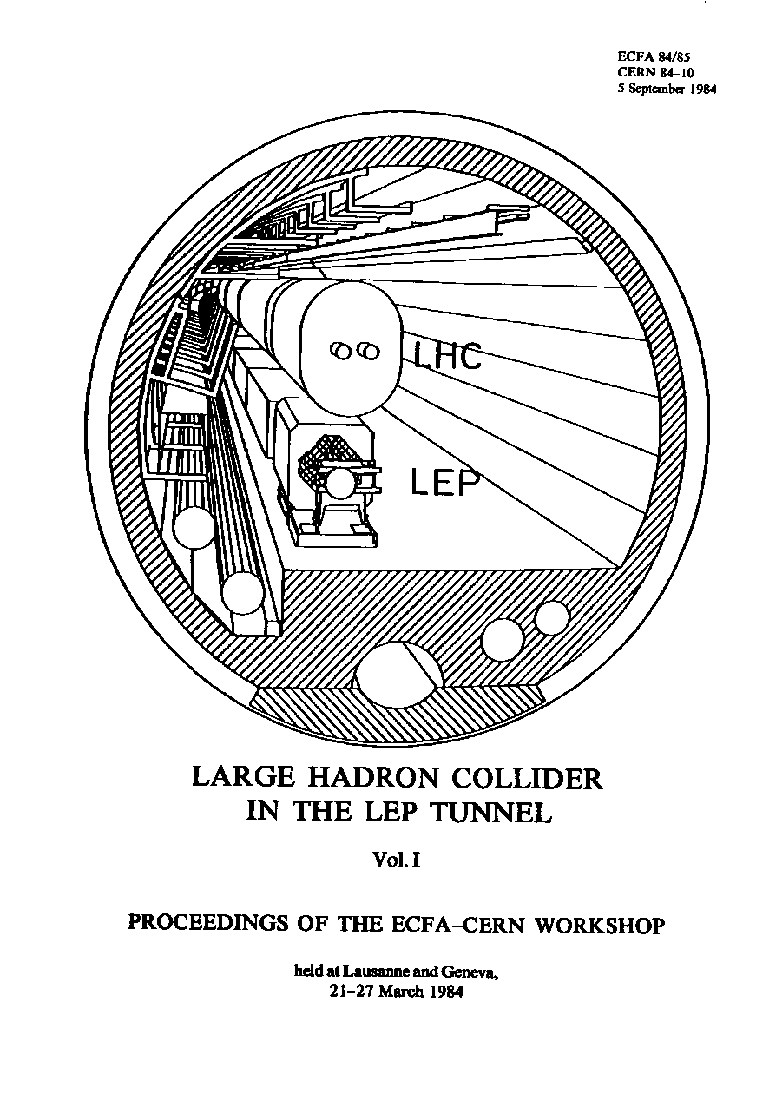 ECFA 84/85
CERN 84-10
5 September 1984
LHC
LEP
LARGE HADRON COLLIDER
IN THE LEP TUNNEL
Vol. I
PROCEEDINGS OF THE ECFA-CERN WORKSHOP
held at Lausanne and Geneva,
21-27 March 1984